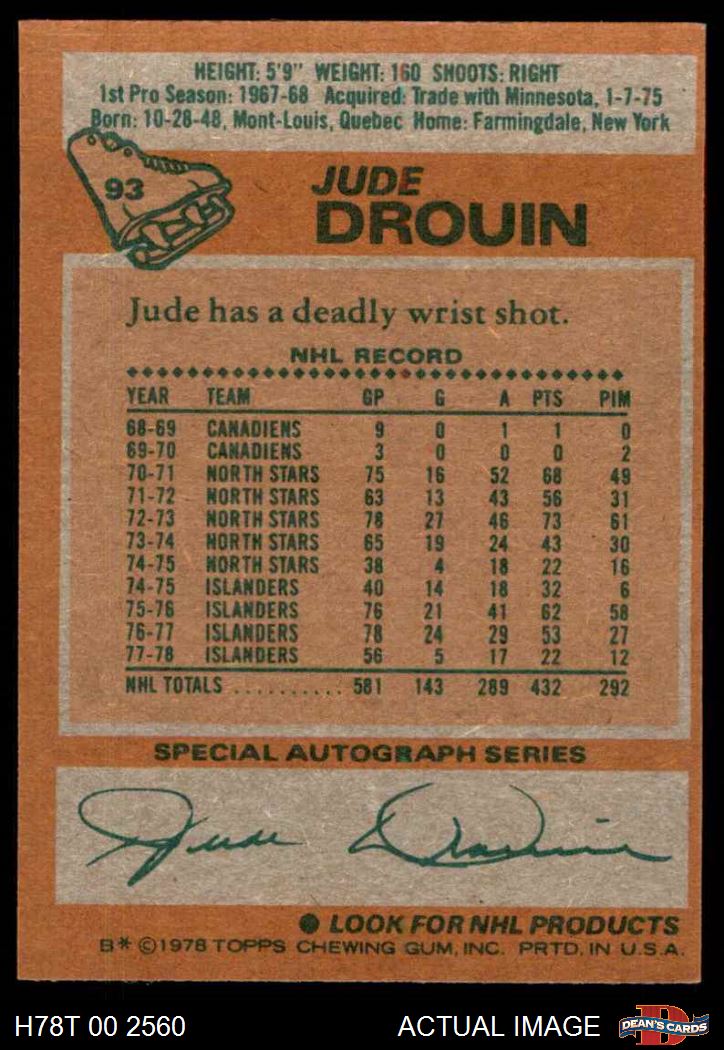 HEIGHT: 5'9" WEIGHT: 160 SHOOTS: RIGHT
1st Pro Season: 1967-68 Acquired: Trade with Minnesota, 1-7-75
Born: 10-28-48, Mont-Louis, Quebec Home: Farmingdale, New York
93
JUDE
DROUIN
Jude has a deadly wrist shot.
NHL RECORD
YEAR TEAM GP G A PTS PIM
68-69 CANADIENS 9 0 1 1 0
69-70 CANADIENS 3 0 0 0 2
70-71 NORTH STARS 75 16 52 68 49
71-72 NORTH STARS 63 13 43 56 31
72-73 NORTH STARS 78 27 46 73 61
73-74 NORTH STARS 65 19 24 43 30
74-75 NORTH STARS 38 4 18 22 16
74-75 ISLANDERS 40 14 18 32 6
75-76 ISLANDERS 76 21 41 62 58
76-77 ISLANDERS 78 24 29 53 27
77-78 ISLANDERS 56 5 17 22 12
NHL TOTALS .......... 581 143 289 432 292
SPECIAL AUTOGRAPH SERIES
Jude Drouin
● LOOK FOR NHL PRODUCTS
B* ©1978 TOPPS CHEWING GUM, INC. PRTD. IN U.S.A.
H78T 00 2560 ACTUAL IMAGE D DEAN'S CARDS